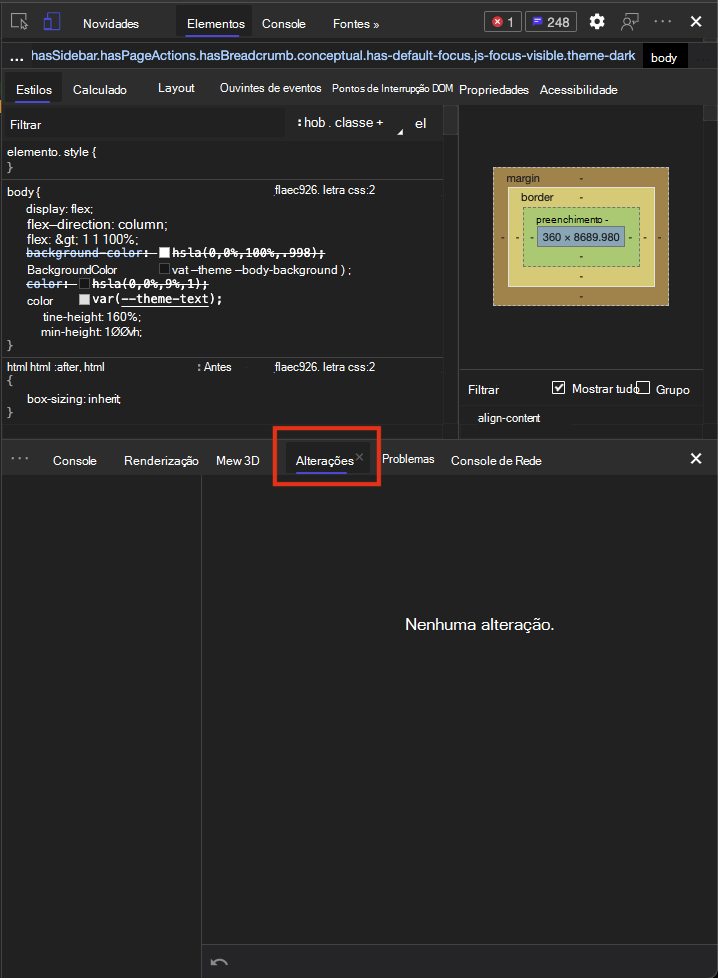 Novidades Elementos Console Fontes » 1 248
... hasSidebar.hasPageActions.hasBreadcrumb.conceptual.has-default-focus.js-focus-visible.theme-dark body
Estilos Calculado Layout Ouvintes de eventos Pontos de Interrupção DOM Propriedades Acessibilidade
Filtrar : hob . classe + el
elemento. style {
}
body { _flaec926. letra css:2
display: flex;
flex–direction: column;
flex: &gt; 1 1 100%;
background-color: hsla(0,0%,100%,.998);
BackgroundColor vat –theme –body-background ) ;
color: hsla(0,0%,9%,1);
color var(--theme-text);
tine-height: 160%;
min-height: 1ØØvh;
}
html html :after, html : Antes _flaec926. letra css:2
{
box-sizing: inherit;
}
margin -
border -
preenchimento -
- - - 360 × 8689.980 - - -
-
-
-
Filtrar Mostrar tudo Grupo
align-content
... Console Renderização Mew 3D Alterações Problemas Console de Rede
Nenhuma alteração.